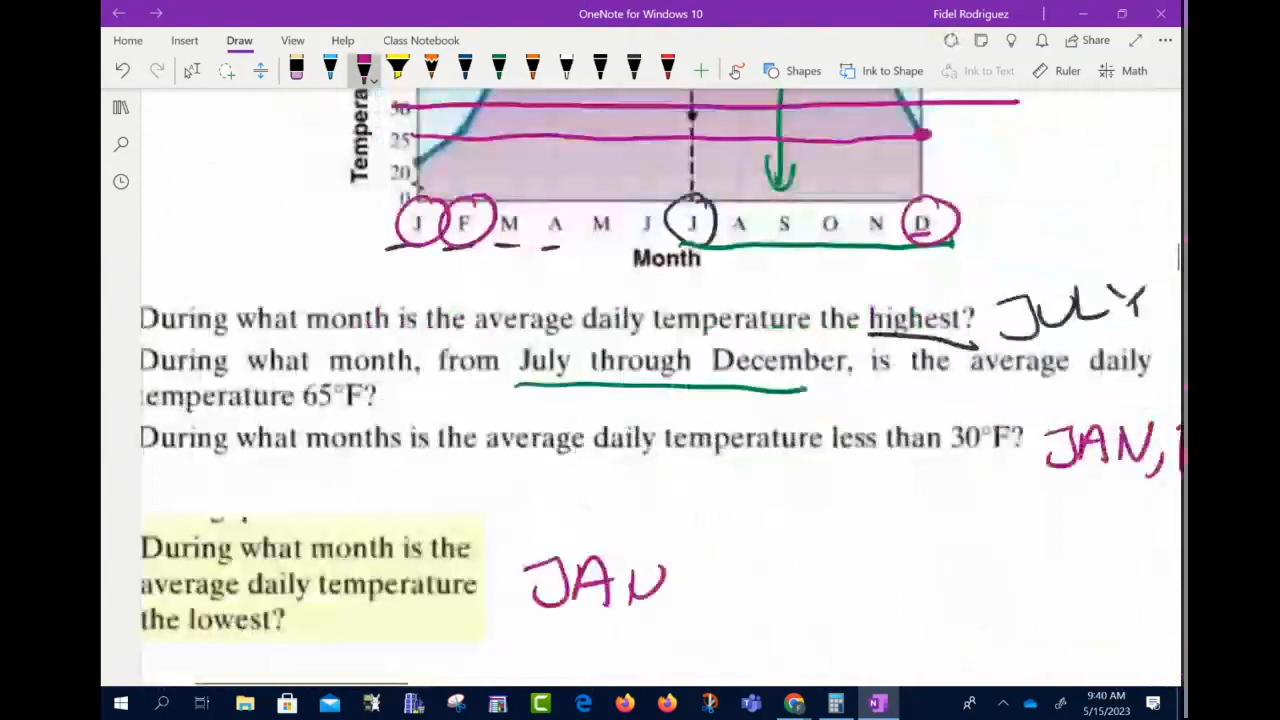 OneNote for Windows 10
Fidel Rodriguez
Home Insert Draw View Help Class Notebook
Share
Shapes Ink to Shape Ink to Text Ruler Math
Tempera
30
25
20
0
J F M A M J J A S O N D
Month
During what month is the average daily temperature the highest? JULY
During what month, from July through December, is the average daily
temperature 65°F?
During what months is the average daily temperature less than 30°F? JAN,
During what month is the
average daily temperature
the lowest?
JAN
9:40 AM
5/15/2023